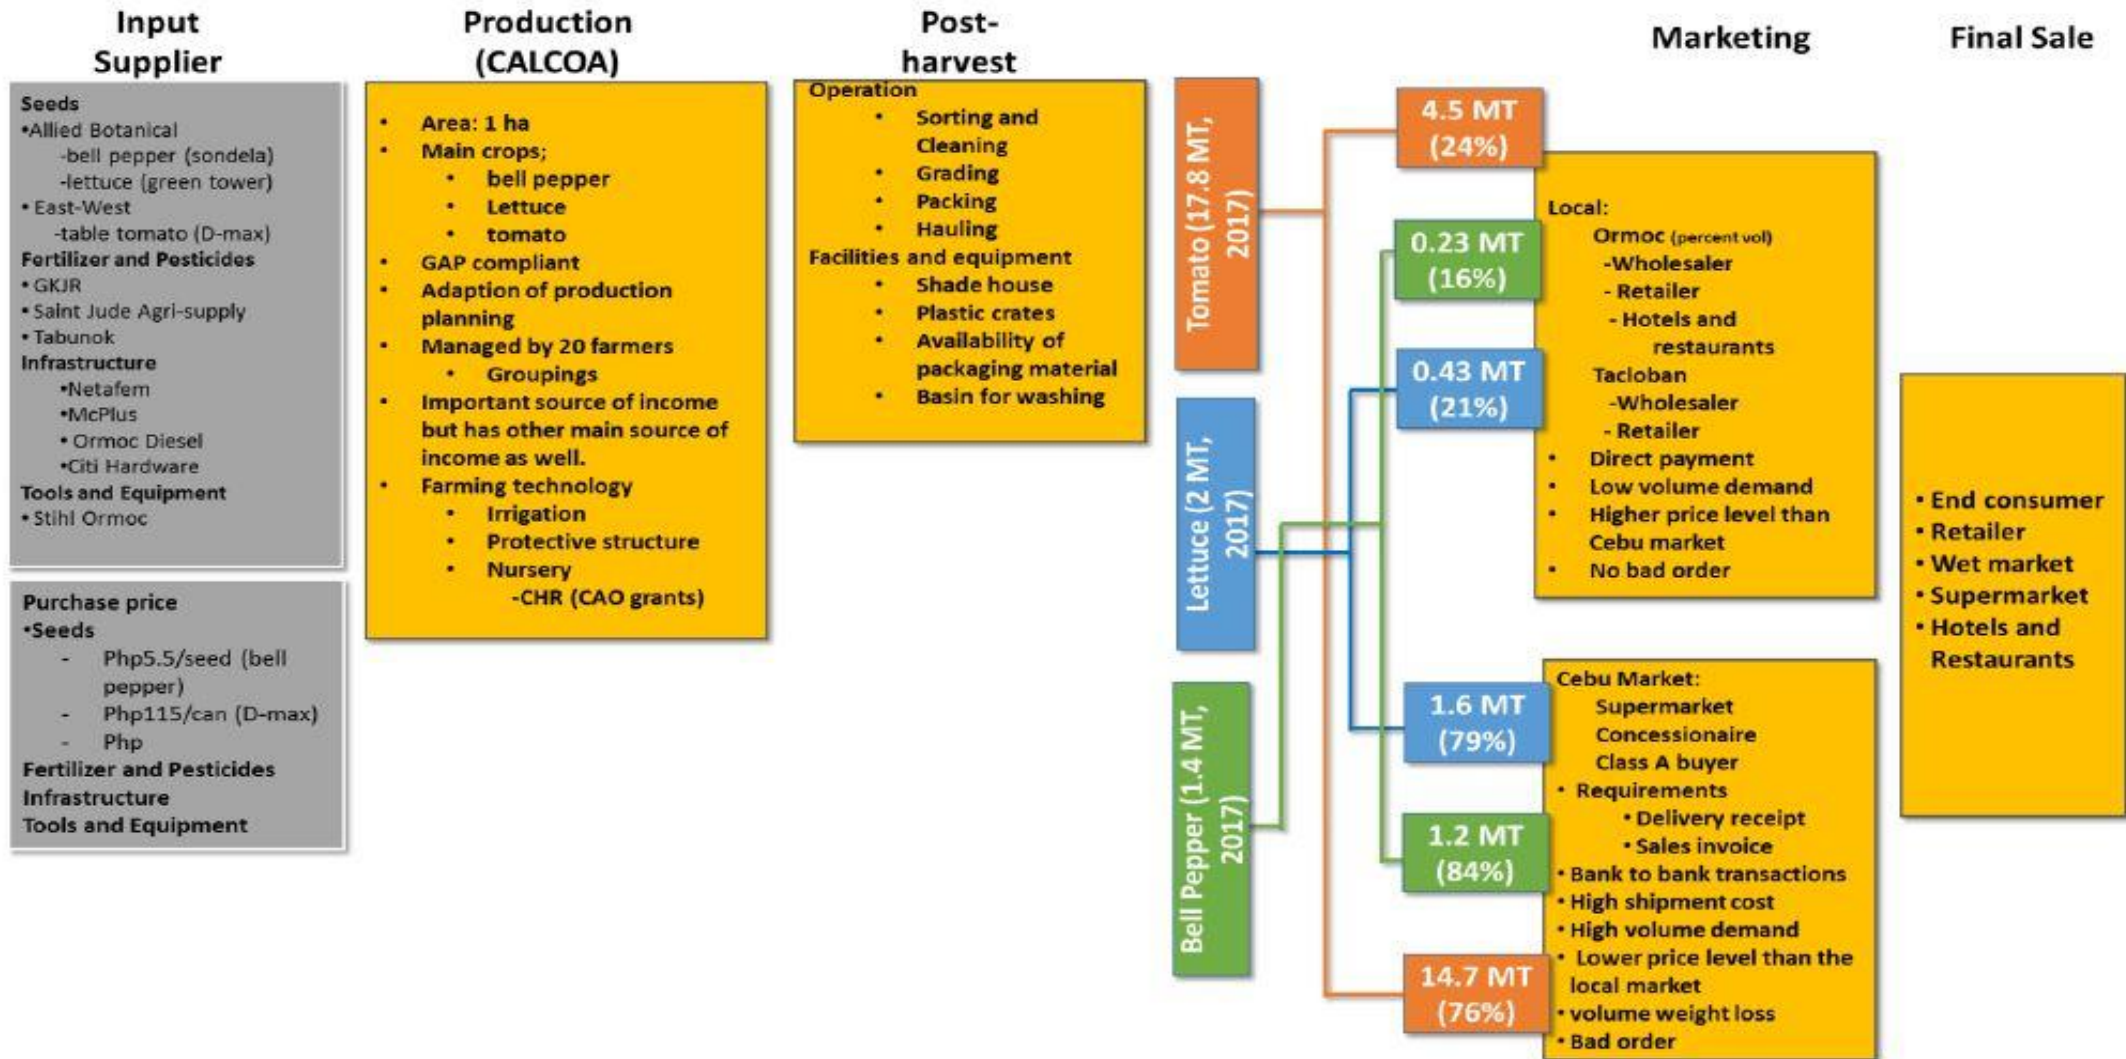 Input
Supplier
Seeds
•Allied Botanical
-bell pepper (sondela)
-lettuce (green tower)
• East-West
-table tomato (D-max)
Fertilizer and Pesticides
• GKJR
• Saint Jude Agri-supply
• Tabunok
Infrastructure
•Netafem
•McPlus
• Ormoc Diesel
•Citi Hardware
Tools and Equipment
• Stihl Ormoc
Purchase price
•Seeds
- Php5.5/seed (bell
pepper)
- Php115/can (D-max)
- Php
Fertilizer and Pesticides
Infrastructure
Tools and Equipment
Production
(CALCOA)
• Area: 1 ha
• Main crops;
• bell pepper
• Lettuce
• tomato
• GAP compliant
• Adaption of production
planning
• Managed by 20 farmers
• Groupings
• Important source of income
but has other main source of
income as well.
• Farming technology
• Irrigation
• Protective structure
• Nursery
-CHR (CAO grants)
Post-
harvest
Operation
• Sorting and
Cleaning
• Grading
• Packing
• Hauling
Facilities and equipment
• Shade house
• Plastic crates
• Availability of
packaging material
• Basin for washing
Tomato (17.8 MT,
2017)
Lettuce (2 MT,
2017)
Bell Pepper (1.4 MT,
2017)
4.5 MT
(24%)
0.23 MT
(16%)
0.43 MT
(21%)
1.6 MT
(79%)
1.2 MT
(84%)
14.7 MT
(76%)
Marketing
Local:
Ormoc (percent vol)
-Wholesaler
- Retailer
- Hotels and
restaurants
Tacloban
-Wholesaler
- Retailer
• Direct payment
• Low volume demand
• Higher price level than
Cebu market
• No bad order
Cebu Market:
Supermarket
Concessionaire
Class A buyer
• Requirements
• Delivery receipt
• Sales invoice
• Bank to bank transactions
• High shipment cost
• High volume demand
• Lower price level than the
local market
• volume weight loss
• Bad order
Final Sale
• End consumer
• Retailer
• Wet market
• Supermarket
• Hotels and
Restaurants